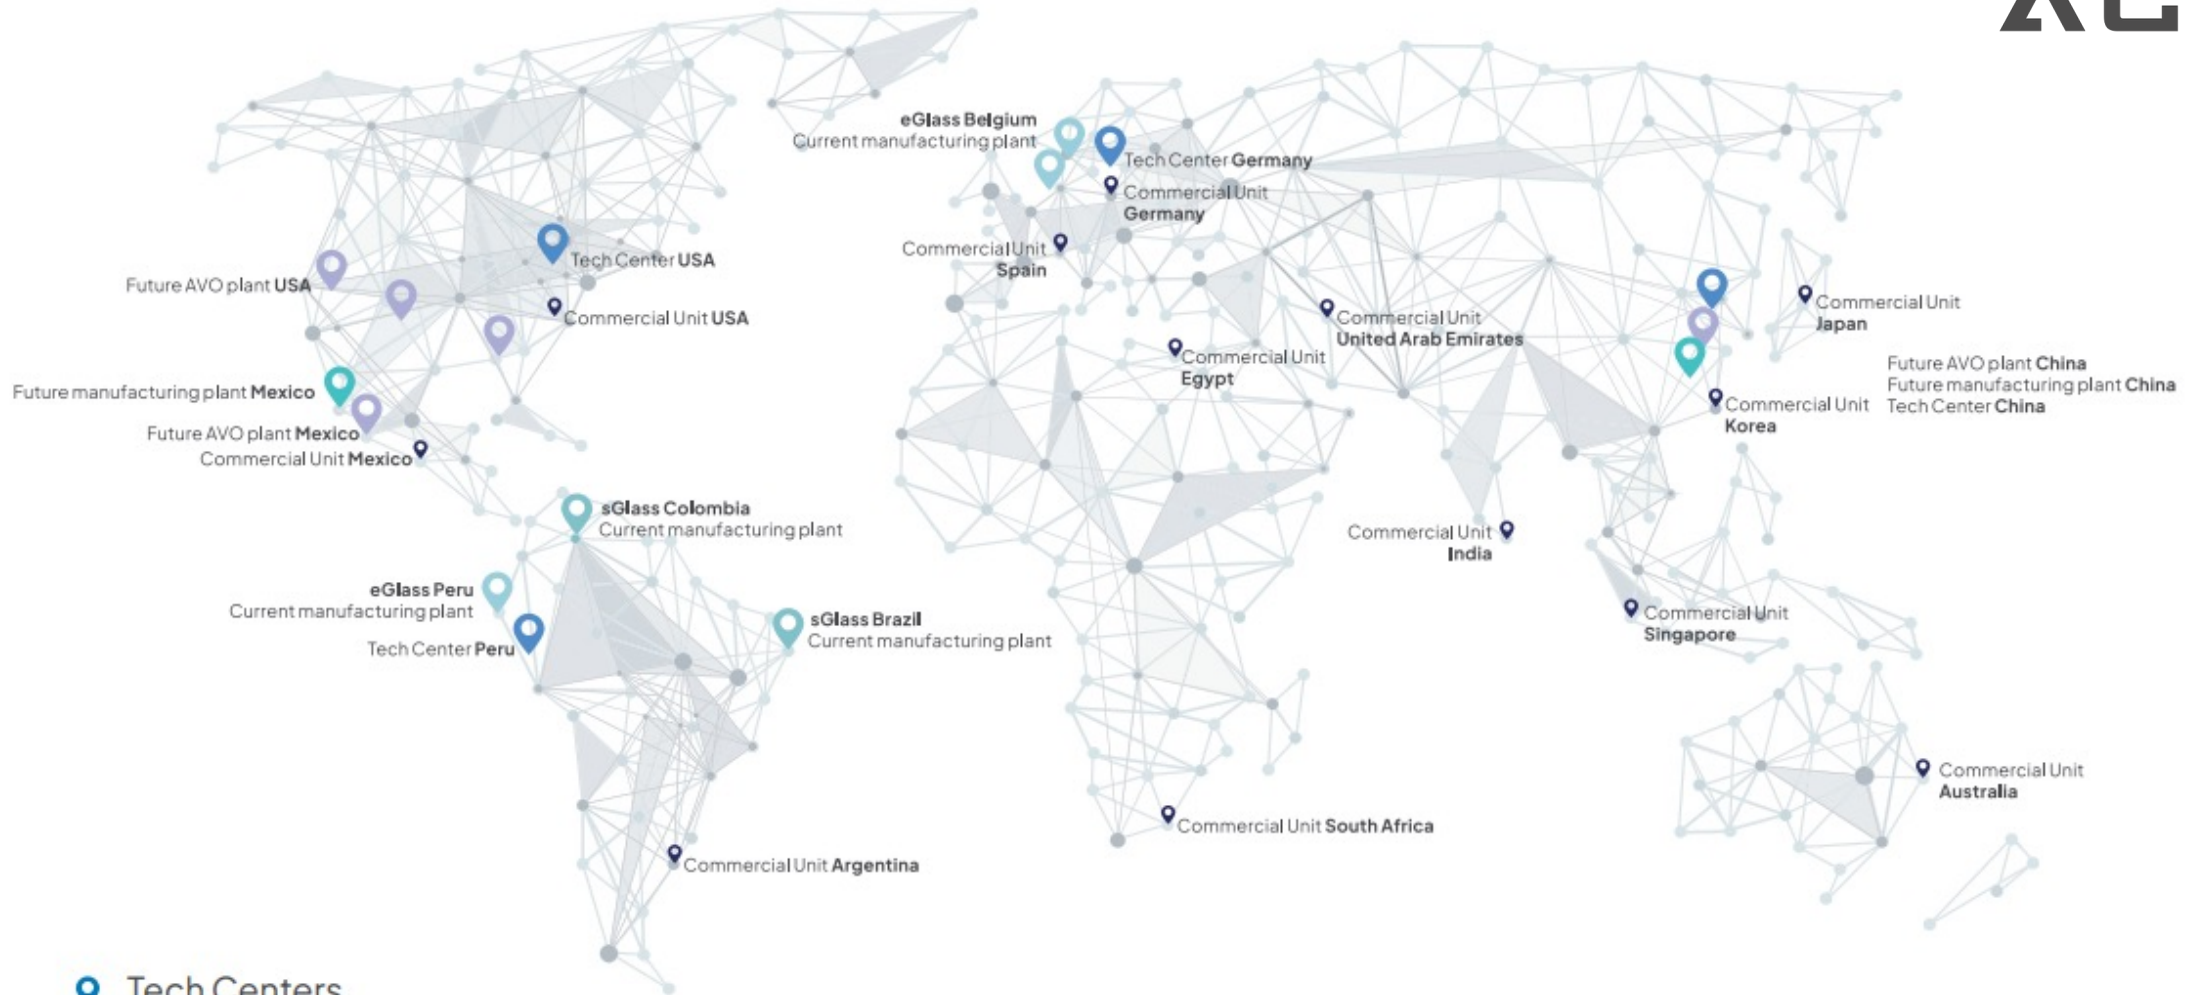 eGlass Belgium
Current manufacturing plant
Tech Center Germany
Commercial Unit
Germany
Commercial Unit
Spain
Tech Center USA
Future AVO plant USA
Commercial Unit USA
Commercial Unit
Japan
Commercial Unit
United Arab Emirates
Commercial Unit
Egypt
Future AVO plant China
Future manufacturing plant China
Tech Center China
Commercial Unit
Korea
Future manufacturing plant Mexico
Future AVO plant Mexico
Commercial Unit Mexico
sGlass Colombia
Current manufacturing plant
Commercial Unit
India
eGlass Peru
Current manufacturing plant
Tech Center Peru
sGlass Brazil
Current manufacturing plant
Commercial Unit
Singapore
Commercial Unit
Australia
Commercial Unit South Africa
Commercial Unit Argentina
Tech Centers